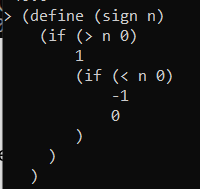 > (define (sign n)
(if (> n 0)
1
(if (< n 0)
-1
0
)
)
)